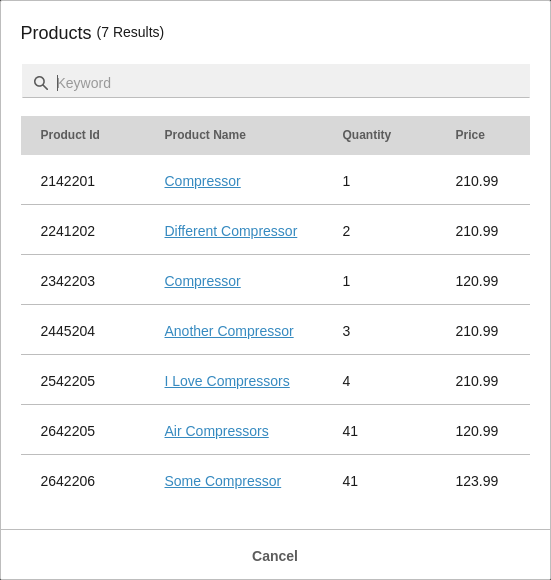 Products (7 Results)
Keyword
Product Id Product Name Quantity Price
2142201 Compressor 1 210.99
2241202 Different Compressor 2 210.99
2342203 Compressor 1 120.99
2445204 Another Compressor 3 210.99
2542205 I Love Compressors 4 210.99
2642205 Air Compressors 41 120.99
2642206 Some Compressor 41 123.99
Cancel